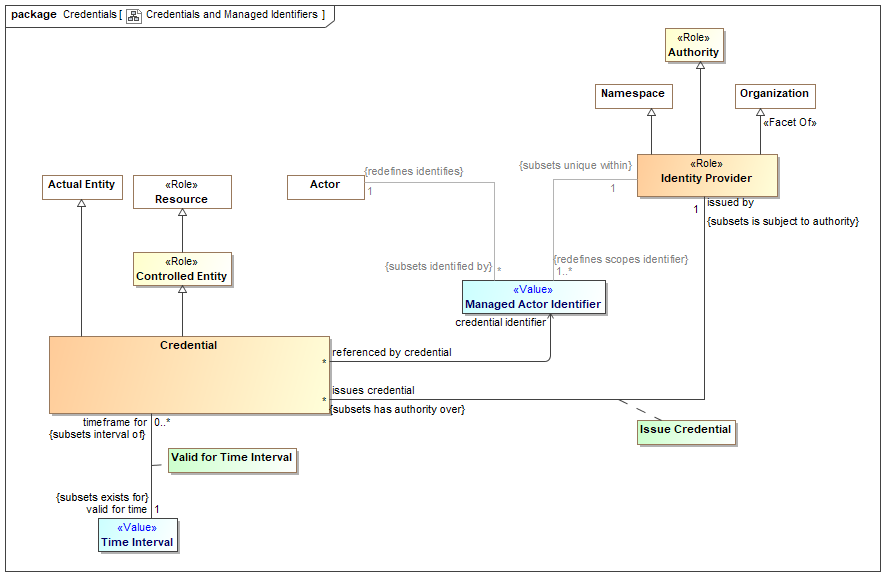 package Credentials [ Credentials and Managed Identifiers ]
«Role»
Authority
Namespace
Organization
«Facet Of»
«Role»
Identity Provider
Actual Entity
«Role»
Resource
Actor
{redefines identifies}
1
{subsets unique within}
1
1
issued by
{subsets is subject to authority}
«Role»
Controlled Entity
{subsets identified by}
*
{redefines scopes identifier}
1..*
«Value»
Managed Actor Identifier
credential identifier
Credential
*
referenced by credential
issues credential
*
{subsets has authority over}
timeframe for
0..*
{subsets interval of}
Issue Credential
Valid for Time Interval
{subsets exists for}
valid for time
1
«Value»
Time Interval